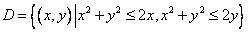 D = {(x, y) | x² + y² ≤ 2x, x² + y² ≤ 2y}